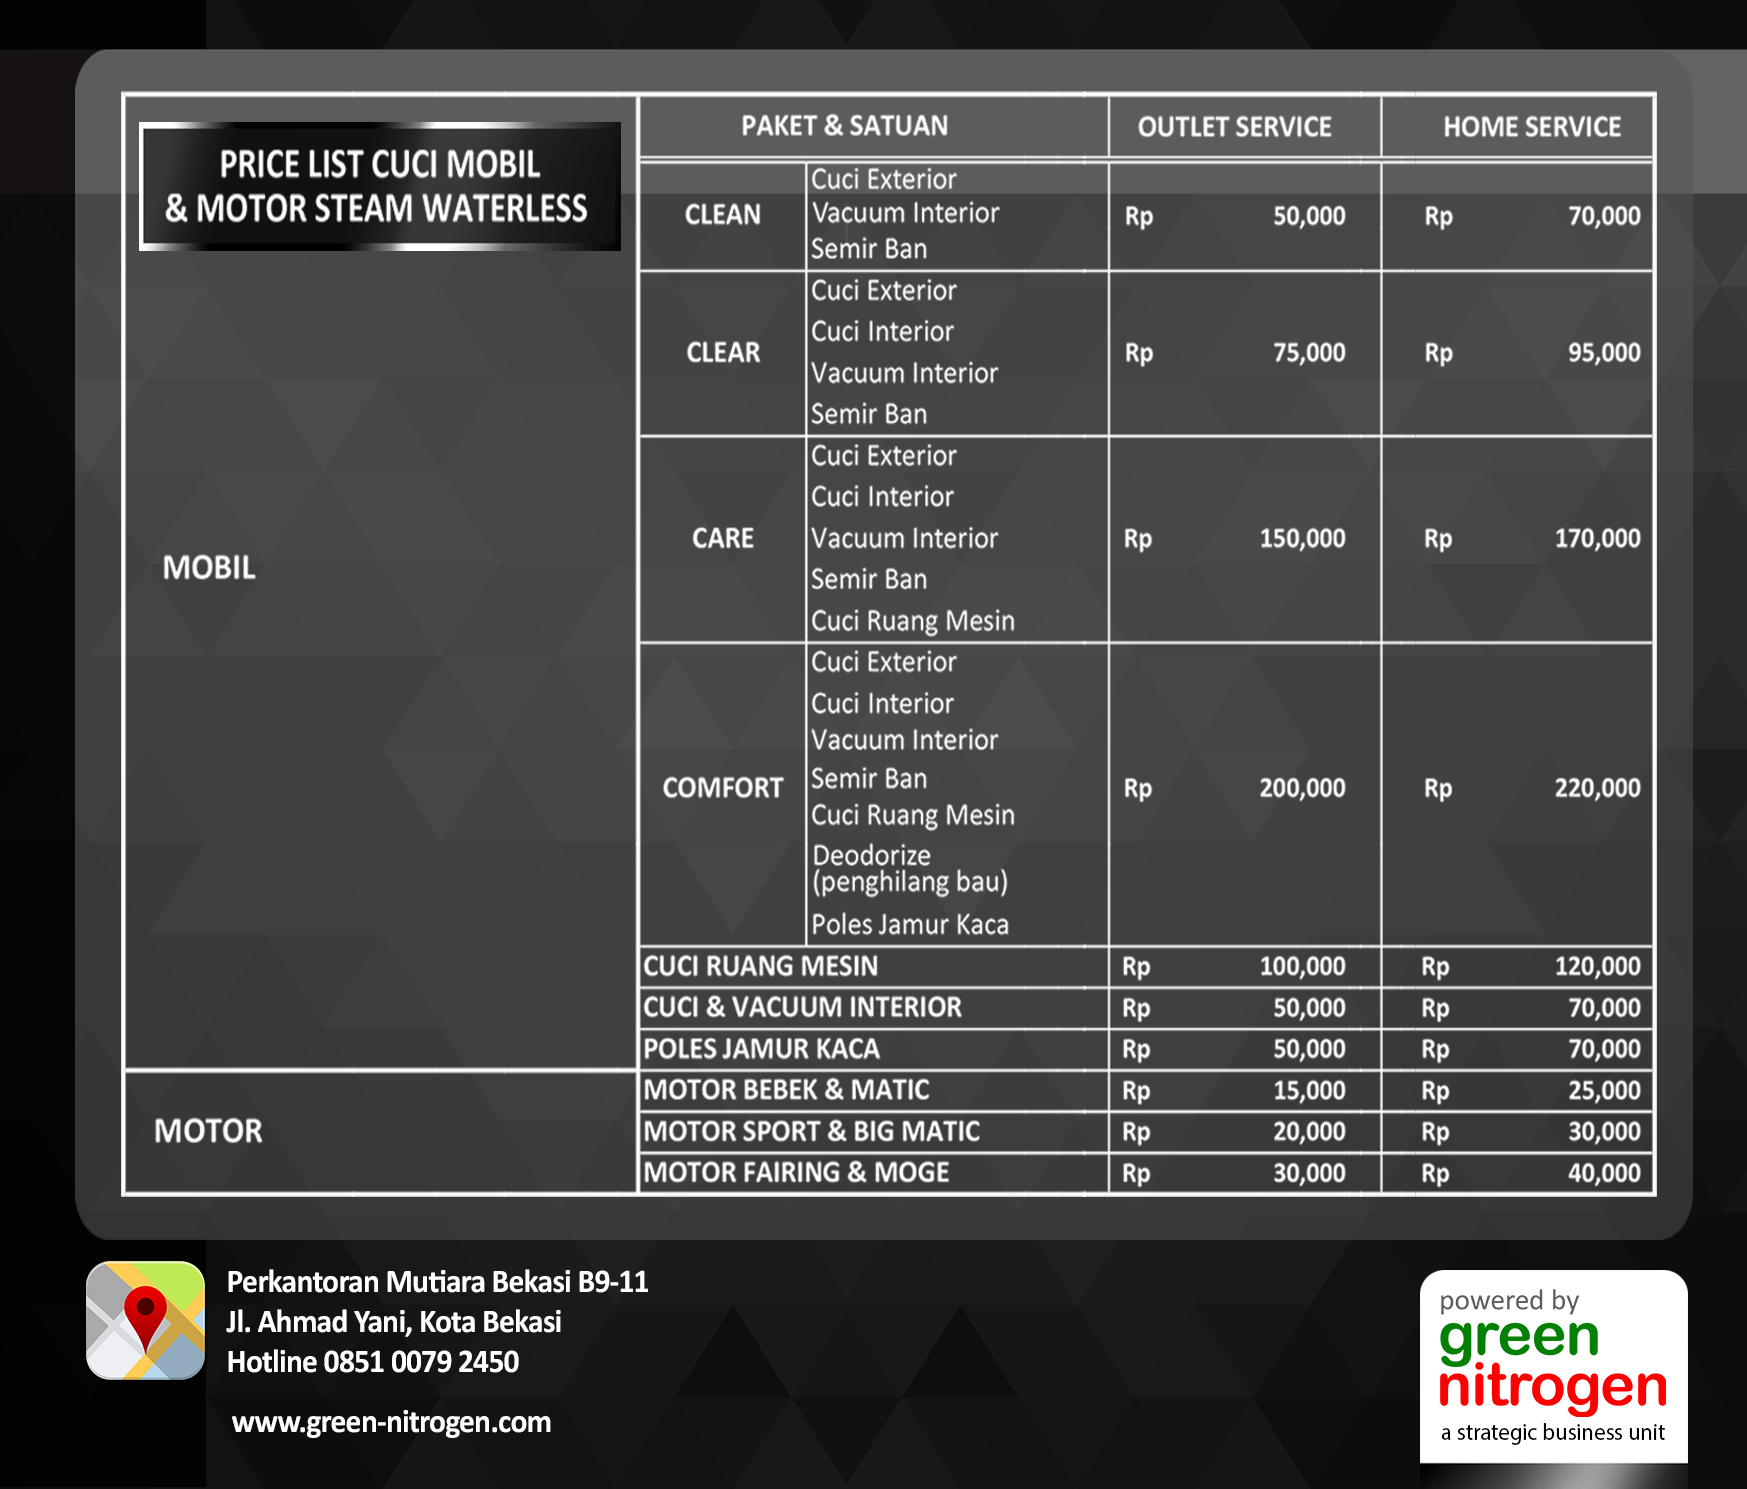 PRICE LIST CUCI MOBIL
& MOTOR STEAM WATERLESS
PAKET & SATUAN OUTLET SERVICE HOME SERVICE
MOBIL
CLEAN
Cuci Exterior
Vacuum Interior
Semir Ban
Rp 50,000 Rp 70,000
CLEAR
Cuci Exterior
Cuci Interior
Vacuum Interior
Semir Ban
Rp 75,000 Rp 95,000
CARE
Cuci Exterior
Cuci Interior
Vacuum Interior
Semir Ban
Cuci Ruang Mesin
Rp 150,000 Rp 170,000
COMFORT
Cuci Exterior
Cuci Interior
Vacuum Interior
Semir Ban
Cuci Ruang Mesin
Deodorize
(penghilang bau)
Poles Jamur Kaca
Rp 200,000 Rp 220,000
CUCI RUANG MESIN Rp 100,000 Rp 120,000
CUCI & VACUUM INTERIOR Rp 50,000 Rp 70,000
POLES JAMUR KACA Rp 50,000 Rp 70,000
MOTOR
MOTOR BEBEK & MATIC Rp 15,000 Rp 25,000
MOTOR SPORT & BIG MATIC Rp 20,000 Rp 30,000
MOTOR FAIRING & MOGE Rp 30,000 Rp 40,000
Perkantoran Mutiara Bekasi B9-11
Jl. Ahmad Yani, Kota Bekasi
Hotline 0851 0079 2450
www.green-nitrogen.com
powered by
green
nitrogen
a strategic business unit